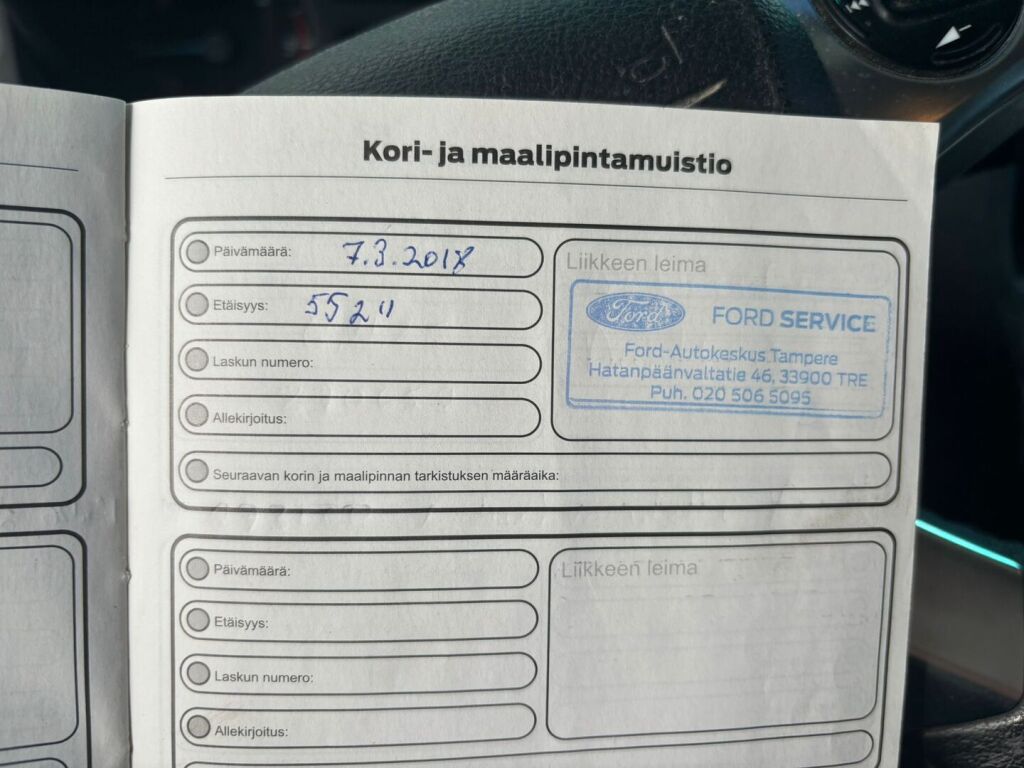 Kori- ja maalipintamuistio
Päivämäärä: 7.3.2018
Etäisyys: 552"
Laskun numero:
Allekirjoitus:
Liikkeen leima
Ford FORD SERVICE
Ford-Autokeskus Tampere
Hatanpäänvaltatie 46, 33900 TRE
Puh. 020 506 5095
Seuraavan korin ja maalipinnan tarkistuksen määräaika:
Päivämäärä:
Etäisyys:
Laskun numero:
Allekirjoitus:
Liikkeen leima